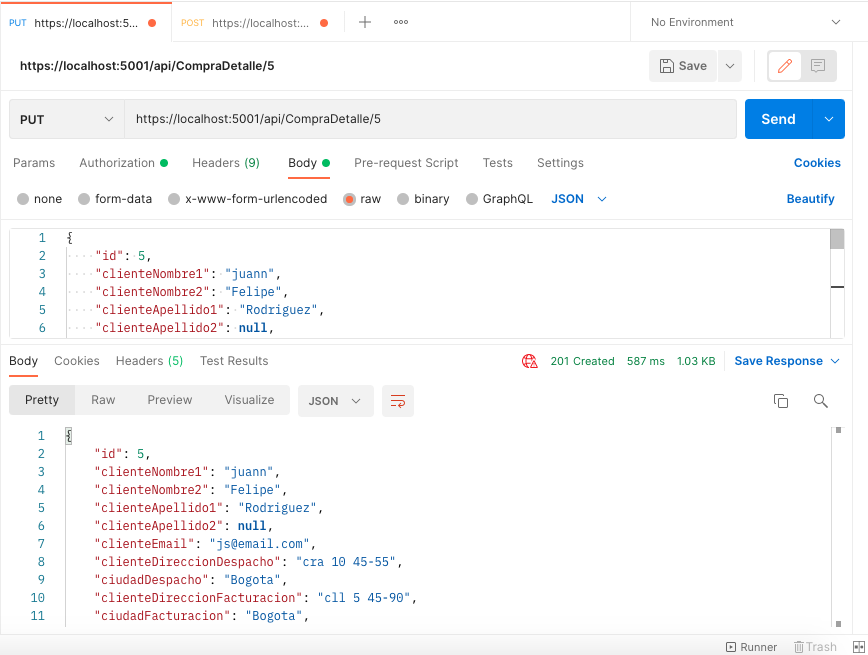 PUT https://localhost:5... POST https://localhost:... No Environment
https://localhost:5001/api/CompraDetalle/5 Save
PUT https://localhost:5001/api/CompraDetalle/5 Send
Params Authorization Headers (9) Body Pre-request Script Tests Settings Cookies
none form-data x-www-form-urlencoded raw binary GraphQL JSON Beautify
1 {
2 "id": 5,
3 "clienteNombre1": "juann",
4 "clienteNombre2": "Felipe",
5 "clienteApellido1": "Rodriguez",
6 "clienteApellido2": null,
Body Cookies Headers (5) Test Results 201 Created 587 ms 1.03 KB Save Response
Pretty Raw Preview Visualize JSON
1 {
2 "id": 5,
3 "clienteNombre1": "juann",
4 "clienteNombre2": "Felipe",
5 "clienteApellido1": "Rodriguez",
6 "clienteApellido2": null,
7 "clienteEmail": "js@email.com",
8 "clienteDireccionDespacho": "cra 10 45-55",
9 "ciudadDespacho": "Bogota",
10 "clienteDireccionFacturacion": "cll 5 45-90",
11 "ciudadFacturacion": "Bogota",
Runner Trash